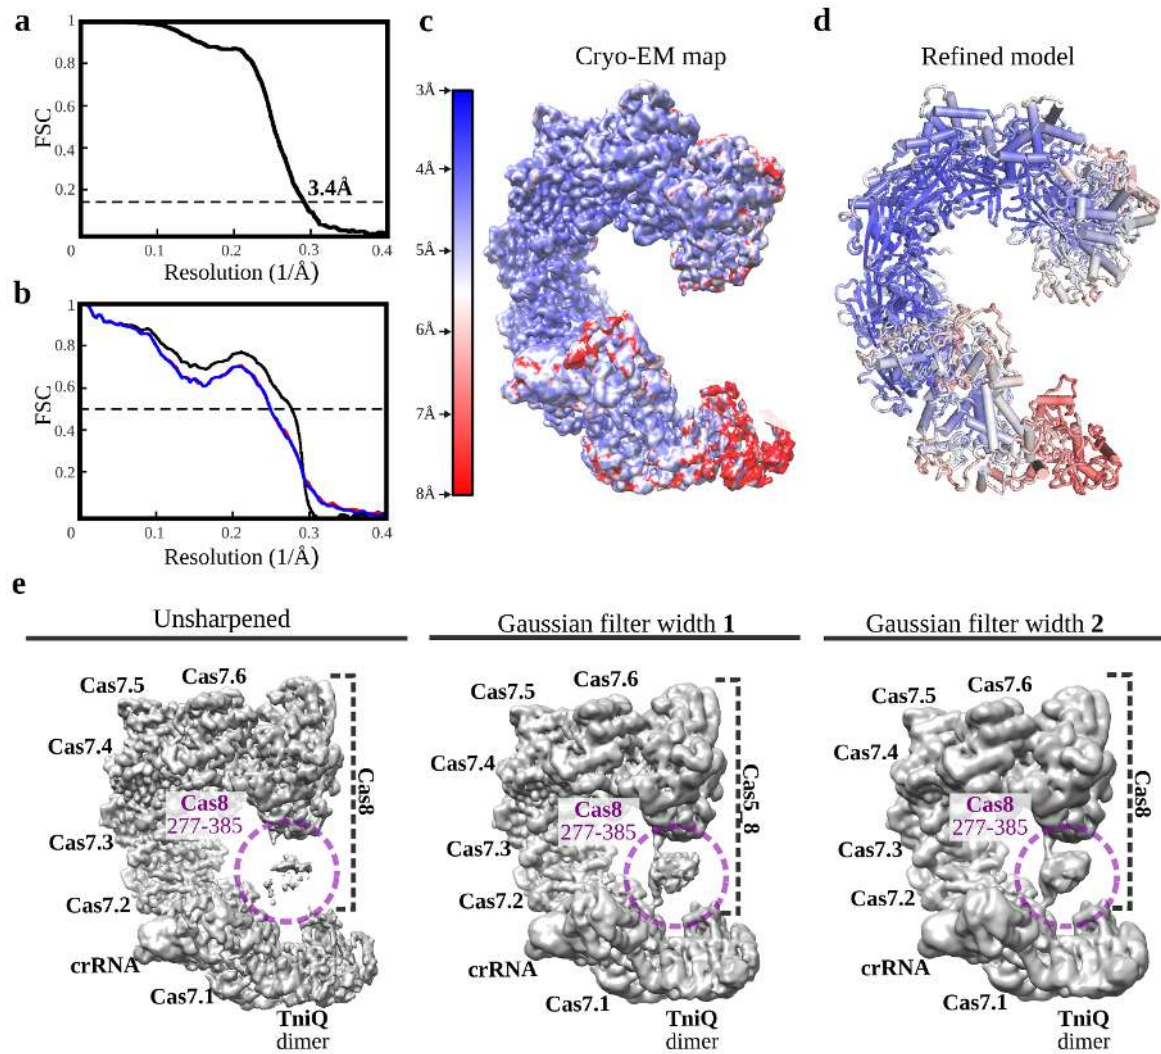 a
1
0.8
0.6
0.4
0.2
0
0.1
0.2
0.3
0.4
FSC
3.4Å
Resolution (1/Å)
b
1
0.8
0.6
0.4
0.2
0
0.1
0.2
0.3
0.4
FSC
Resolution (1/Å)
c
Cryo-EM map
3Å
4Å
5Å
6Å
7Å
8Å
d
Refined model
e
Unsharpened
Cas7.5
Cas7.6
Cas7.4
Cas8
277-385
Cas8
Cas7.3
Cas7.2
crRNA
Cas7.1
TniQ
dimer
Gaussian filter width 1
Cas7.5
Cas7.6
Cas7.4
Cas8
277-385
Cas5_8
Cas7.3
Cas7.2
crRNA
Cas7.1
TniQ
dimer
Gaussian filter width 2
Cas7.5
Cas7.6
Cas7.4
Cas8
277-385
Cas8
Cas7.3
Cas7.2
crRNA
Cas7.1
TniQ
dimer